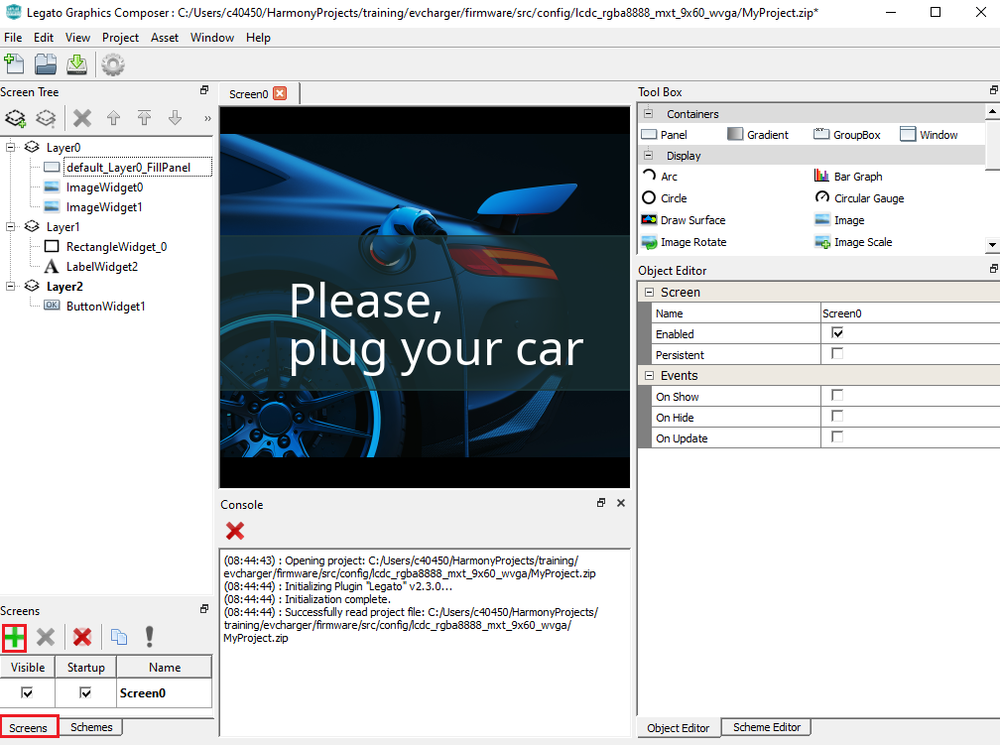 Legato Graphics Composer : C:/Users/c40450/HarmonyProjects/training/evcharger/firmware/src/config/lcdc_rgba8888_mxt_9x60_wvga/MyProject.zip*
File Edit View Project Asset Window Help
Screen Tree
»
Layer0
default_Layer0_FillPanel
ImageWidget0
ImageWidget1
Layer1
RectangleWidget_0
LabelWidget2
Layer2
OK ButtonWidget1
Screens
Visible Startup Name
Screen0
Screens Schemes
Screen0
Please,
plug your car
Console
(08:44:43) : Opening project: C:/Users/c40450/HarmonyProjects/training/
evcharger/firmware/src/config/lcdc_rgba8888_mxt_9x60_wvga/MyProject.zip
(08:44:44) : Initializing Plugin "Legato" v2.3.0...
(08:44:44) : Initialization complete.
(08:44:44) : Successfully read project file: C:/Users/c40450/HarmonyProjects/
training/evcharger/firmware/src/config/lcdc_rgba8888_mxt_9x60_wvga/
MyProject.zip
Tool Box
Containers
Panel Gradient GroupBox Window
Display
Arc Bar Graph
Circle Circular Gauge
Draw Surface Image
Image Rotate Image Scale
Object Editor
Screen
Name Screen0
Enabled
Persistent
Events
On Show
On Hide
On Update
Object Editor Scheme Editor